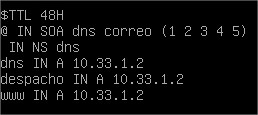 $TTL 48H
@ IN SOA dns correo (1 2 3 4 5)
 IN NS dns
dns IN A 10.33.1.2
despacho IN A 10.33.1.2
www IN A 10.33.1.2